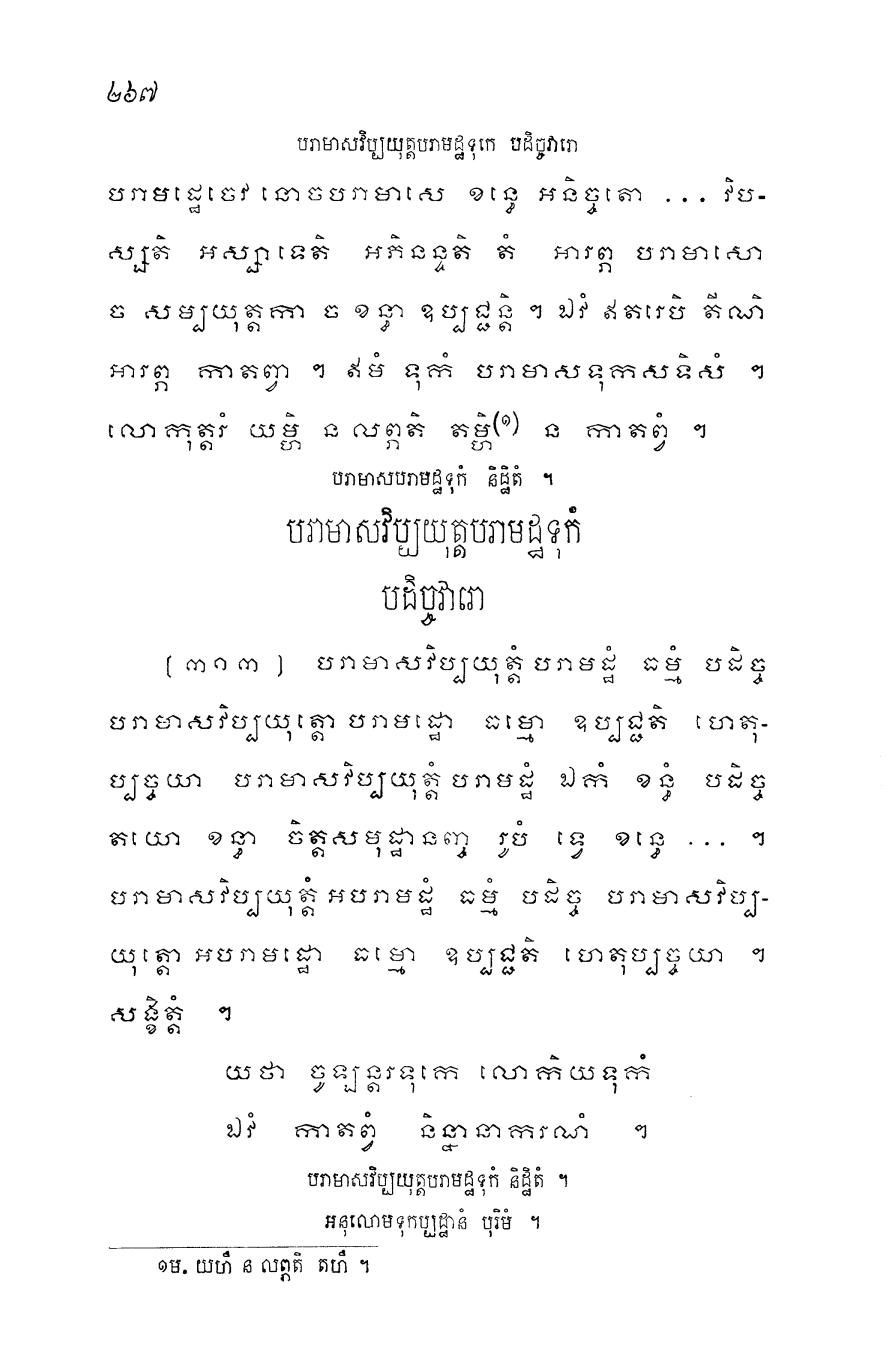 ២៦៧
បរាមាសវិប្បយុត្តបរាមដ្ឋទុកេ បដិច្ចវារោ
បរាមដ្ឋេចេវ នោចបរាមាសេ ខន្ធេ អនិច្ចតោ ... វិប-
ស្សតិ អស្សាទេតិ អភិនន្ទតិ តំ អារព្ភ បរាមាសោ
ច សម្បយុត្តកា ច ខន្ធា ឧប្បជ្ជន្តិ ។ ឯវំ ឥតរេបិ តីណិ
អារព្ភ កាតព្វា ។ ឥមំ ទុកំ បរាមាសទុកសទិសំ ។
លោកុត្តរំ យម្ហិ ន លព្ភតិ តម្ហិ(១) ន កាតព្វំ ។
បរាមាសបរាមដ្ឋទុកំ និដ្ឋិតំ ។
បរាមាសវិប្បយុត្តបរាមដ្ឋទុកំ
បដិច្ចវារោ
[៣១៣] បរាមាសវិប្បយុត្តំ បរាមដ្ឋំ ធម្មំ បដិច្ច
បរាមាសវិប្បយុត្តោ បរាមដ្ឋោ ធម្មោ ឧប្បជ្ជតិ ហេតុ-
ប្បច្ចយា បរាមាសវិប្បយុត្តំ បរាមដ្ឋំ ឯកំ ខន្ធំ បដិច្ច
តយោ ខន្ធា ចិត្តសមុដ្ឋានញ្ច រូបំ ទ្វេ ខន្ធេ ... ។
បរាមាសវិប្បយុត្តំ អបរាមដ្ឋំ ធម្មំ បដិច្ច បរាមាសវិប្ប-
យុត្តោ អបរាមដ្ឋោ ធម្មោ ឧប្បជ្ជតិ ហេតុប្បច្ចយា ។
សង្ខិត្តំ ។
យថា ចូឡន្តរទុកេ លោកិយទុកំ
ឯវំ កាតព្វំ និន្នានាករណំ ។
បរាមាសវិប្បយុត្តបរាមដ្ឋទុកំ និដ្ឋិតំ ។
អនុលោមទុកប្បដ្ឋានំ បុរិមំ ។
១ម. យហឹ ន លព្ភតិ តហឹ ។